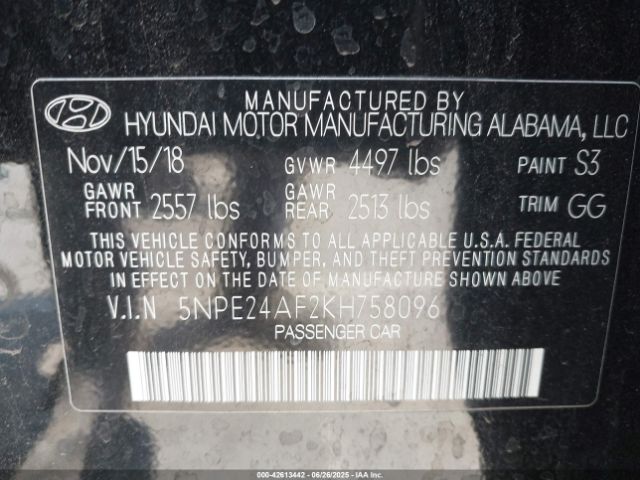 MANUFACTURED BY
HYUNDAI MOTOR MANUFACTURING ALABAMA, LLC
Nov/15/18 GVWR 4497 lbs PAINT S3
GAWR FRONT 2557 lbs GAWR REAR 2513 lbs TRIM GG
THIS VEHICLE CONFORMS TO ALL APPLICABLE U.S.A. FEDERAL
MOTOR VEHICLE SAFETY, BUMPER, AND THEFT PREVENTION STANDARDS
IN EFFECT ON THE DATE OF MANUFACTURE SHOWN ABOVE
V.I.N 5NPE24AF2KH758096
PASSENGER CAR
000-42613442 | 06/26/2025 | IAAI.COM